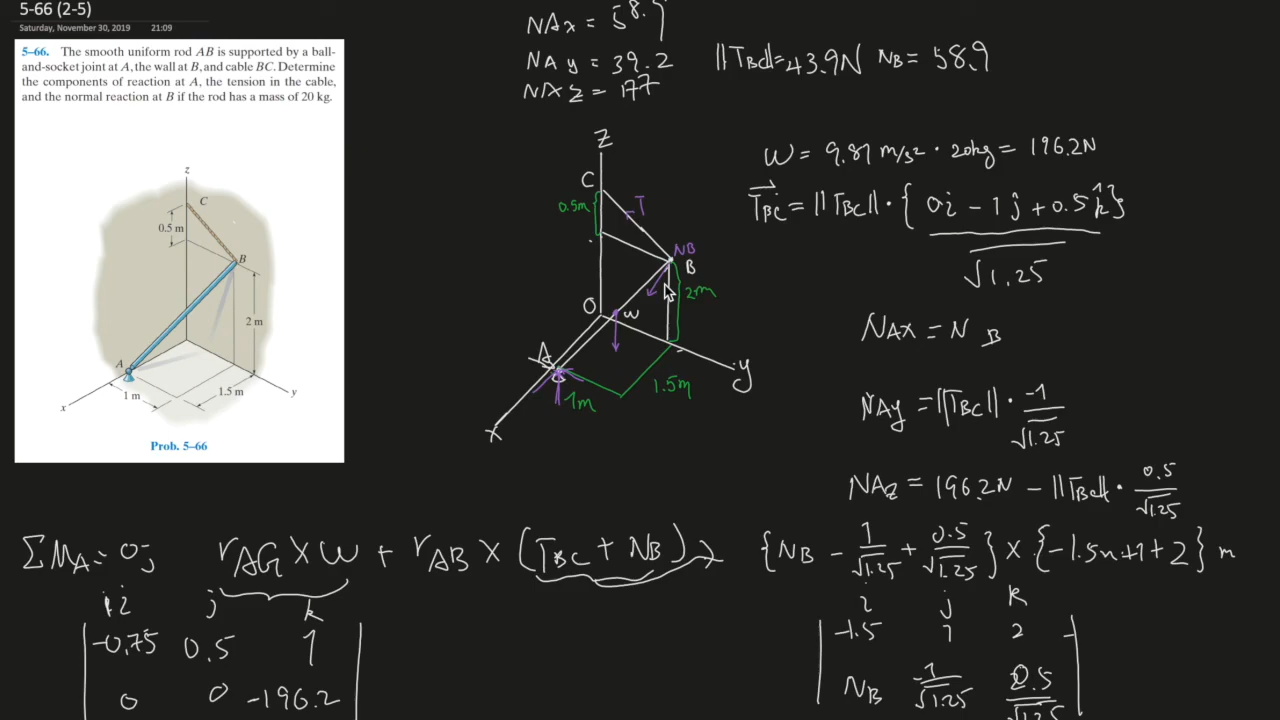 5-66 (2-5)
Saturday, November 30, 2019 21:09
5–66. The smooth uniform rod AB is supported by a ball-
and-socket joint at A, the wall at B, and cable BC. Determine
the components of reaction at A, the tension in the cable,
and the normal reaction at B if the rod has a mass of 20 kg.
z
C
0.5 m
B
2 m
A
1 m
1.5 m
x
y
Prob. 5–66
NAx = 58.9
NAy = 39.2
NAZ = 177
||TBC||=43.9N NB = 58.9
Z
C
0.5m
T
NB
B
2m
O
W
A
1m
1.5m
X
y
W = 9.81 m/s² · 20kg = 196.2N
TBC = ||TBC|| · { 0i - 1j + 0.5k }
√1.25
NAX = N B
NAy = ||TBC|| · -1/√1.25
NAZ = 196.2N - ||TBC|| · 0.5/√1.25
ΣMA = 0; rAG × W + rAB × (TBC + NB)
{NB - 1/√1.25 + 0.5/√1.25} × {-1.5n+1+2} m
i j k
-0.75 0.5 1
0 0 -196.2
i j k
-1.5 1 2
NB -1/√1.25 0.5/√1.25